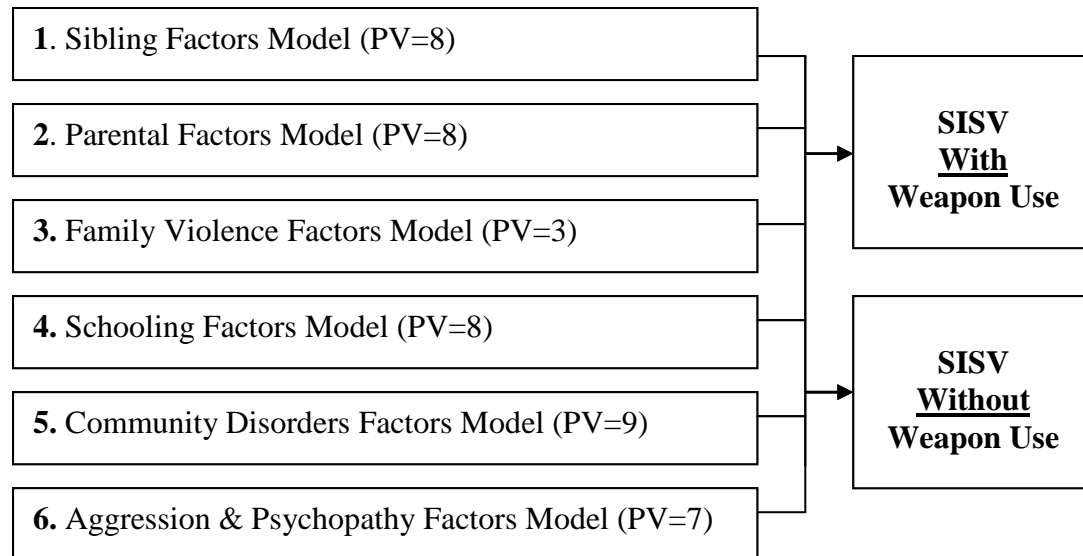 1. Sibling Factors Model (PV=8)
2. Parental Factors Model (PV=8)
3. Family Violence Factors Model (PV=3)
4. Schooling Factors Model (PV=8)
5. Community Disorders Factors Model (PV=9)
6. Aggression & Psychopathy Factors Model (PV=7)
SISV
With
Weapon Use
SISV
Without
Weapon Use